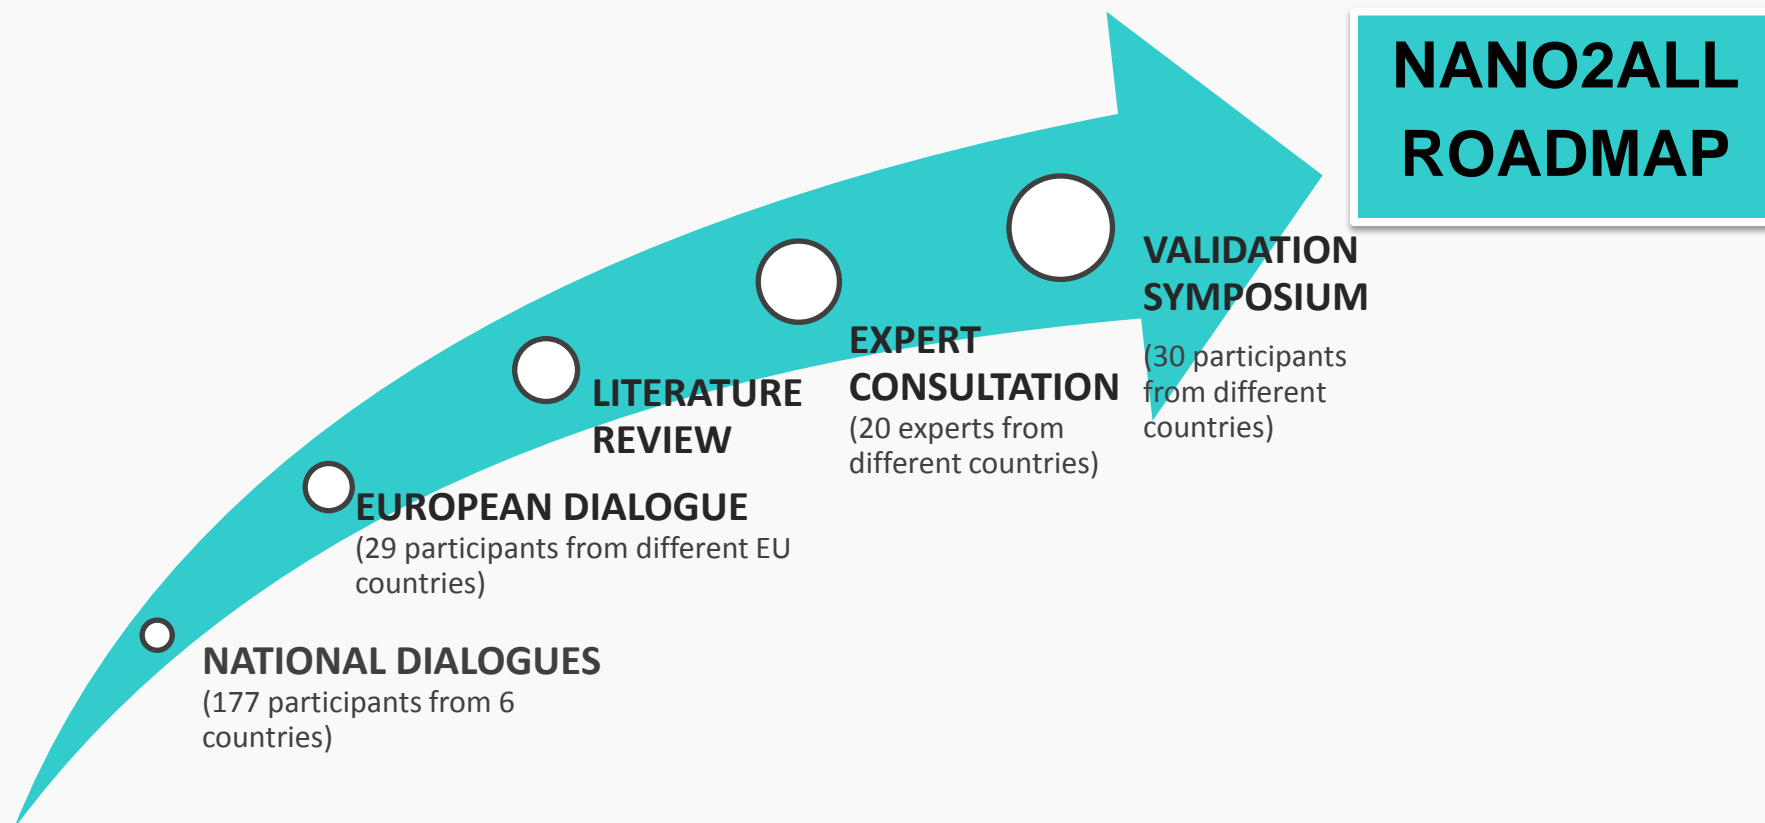 NANO2ALL
ROADMAP
VALIDATION
SYMPOSIUM
(30 participants
from different
countries)
EXPERT
CONSULTATION
(20 experts from
different countries)
LITERATURE
REVIEW
EUROPEAN DIALOGUE
(29 participants from different EU
countries)
NATIONAL DIALOGUES
(177 participants from 6
countries)